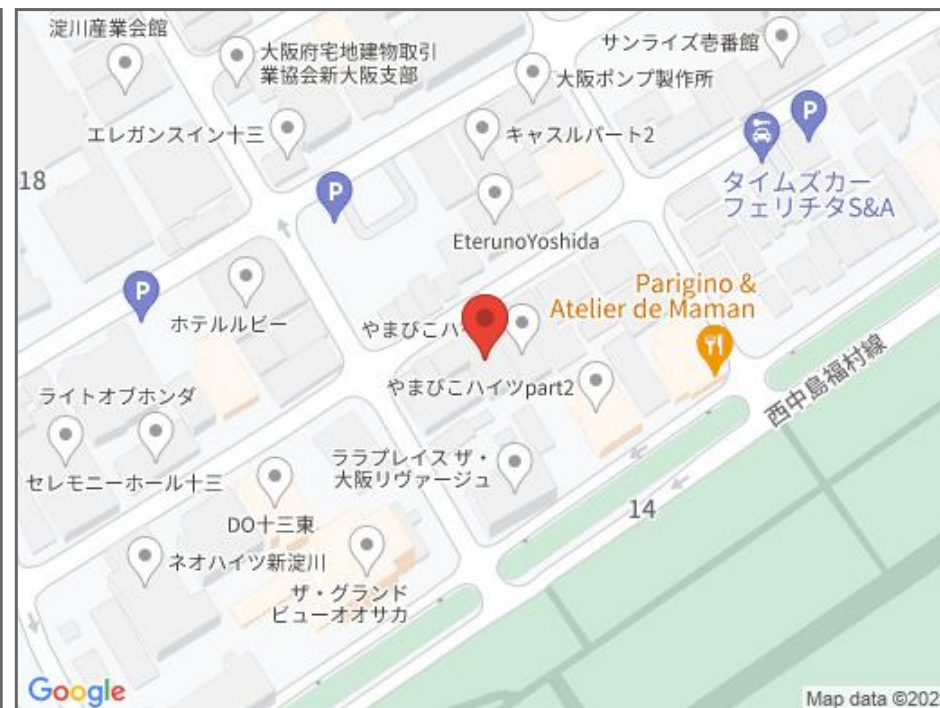 淀川産業会館
大阪府宅地建物取引
業協会新大阪支部
サンライズ壱番館
大阪ポンプ製作所
エレガンスイン十三
キャスルパート2
P
18
P
タイムズカー
フェリチタS&A
EterunoYoshida
P
Parigino &
Atelier de Maman
ホテルルビー
やまびこハイ
やまびこハイツpart2
西中島福村線
ライトオブホンダ
ララプレイス ザ・
大阪リヴァージュ
セレモニーホール十三
14
DO十三東
ネオハイツ新淀川
ザ・グランド
ビューオオサカ
Google
Map data ©202